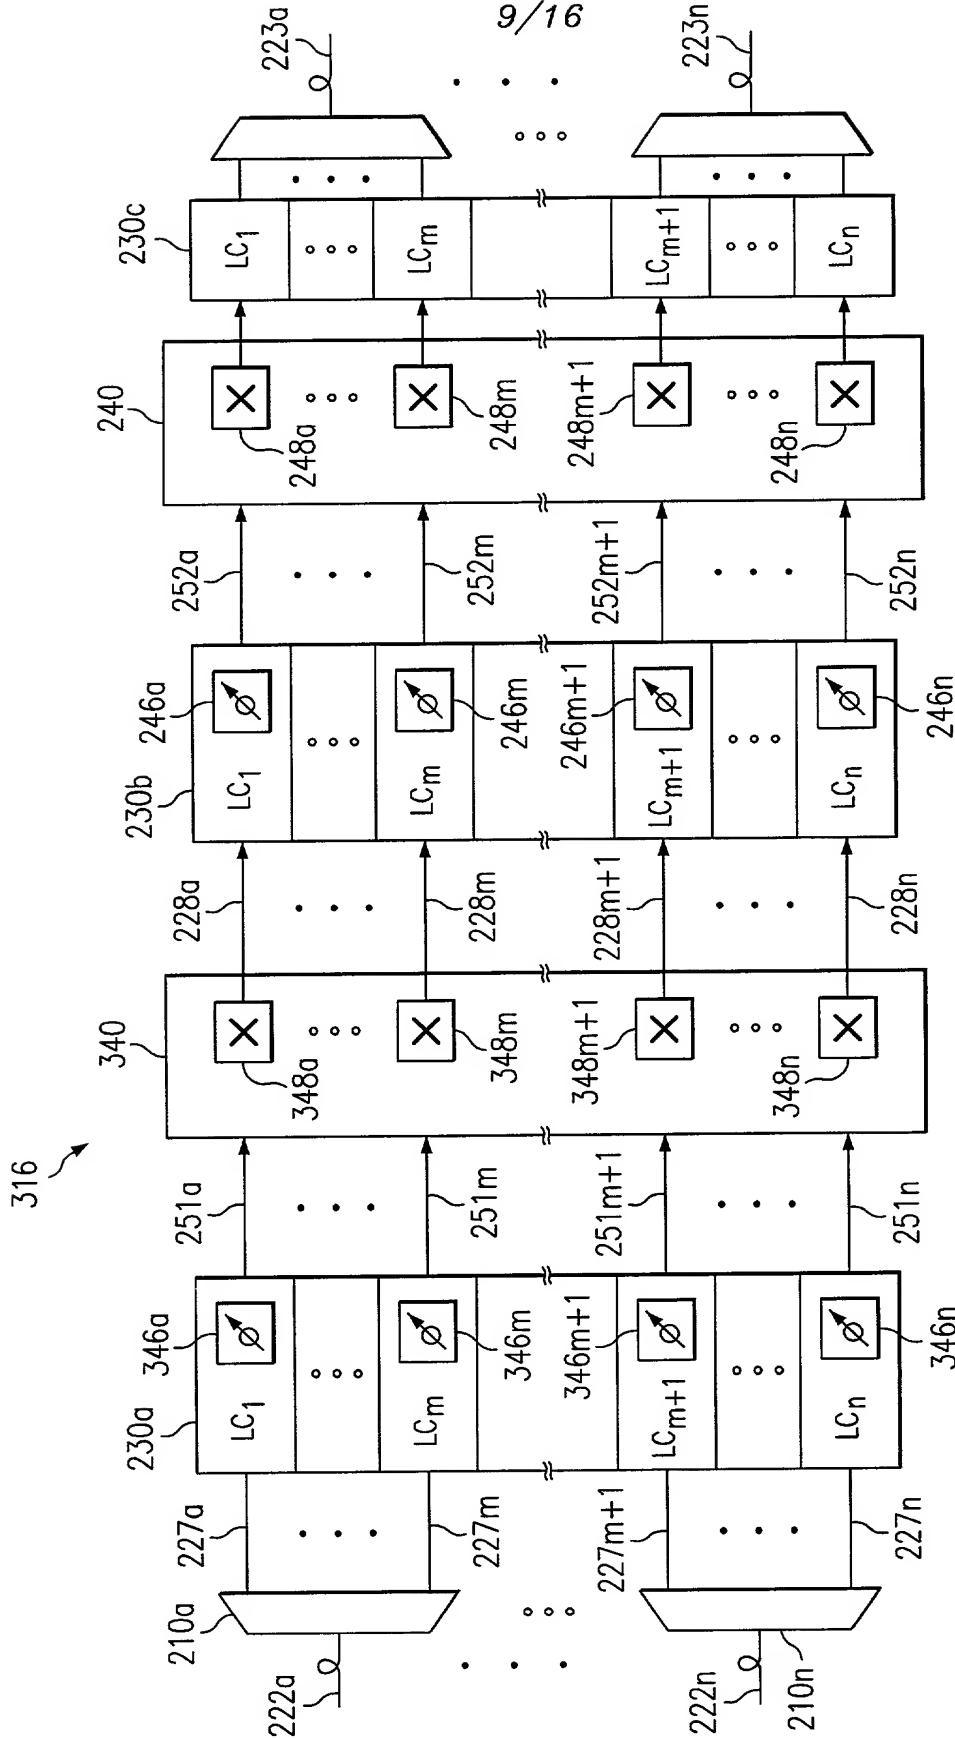 9/16
316
222a
210a
227a
227m
222n
210n
227m+1
227n
230a
346a
LC1
LCm
346m
346m+1
LCm+1
LCn
346n
251a
251m
251m+1
251n
340
348a
348m
348m+1
348n
228a
228m
228m+1
228n
230b
246a
LC1
LCm
246m
246m+1
LCm+1
LCn
246n
252a
252m
252m+1
252n
240
248a
248m
248m+1
248n
230c
LC1
LCm
LCm+1
LCn
223a
223n